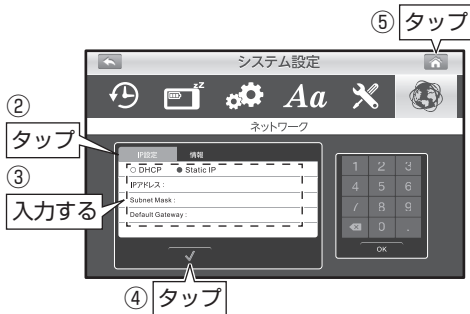 ⑤ タップ
システム設定
Aa
ネットワーク
② タップ
IP設定 情報
DHCP Static IP
③ 入力する
IPアドレス :
Subnet Mask :
Default Gateway :
1 2 3
4 5 6
7 8 9
0 .
OK
④ タップ